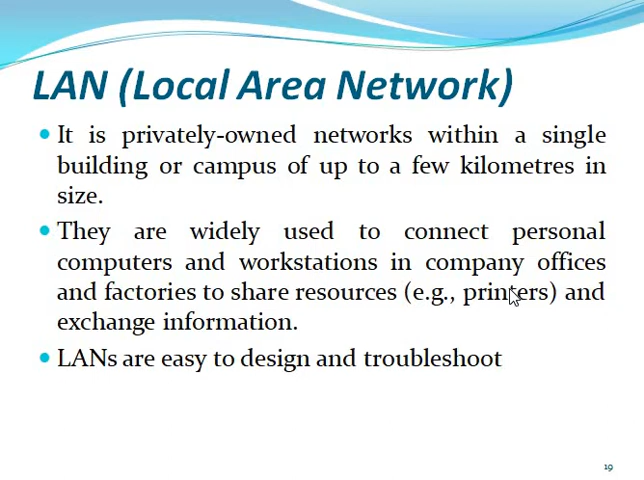 LAN (Local Area Network)
• It is privately-owned networks within a single
building or campus of up to a few kilometres in
size.
• They are widely used to connect personal
computers and workstations in company offices
and factories to share resources (e.g., printers) and
exchange information.
• LANs are easy to design and troubleshoot
19